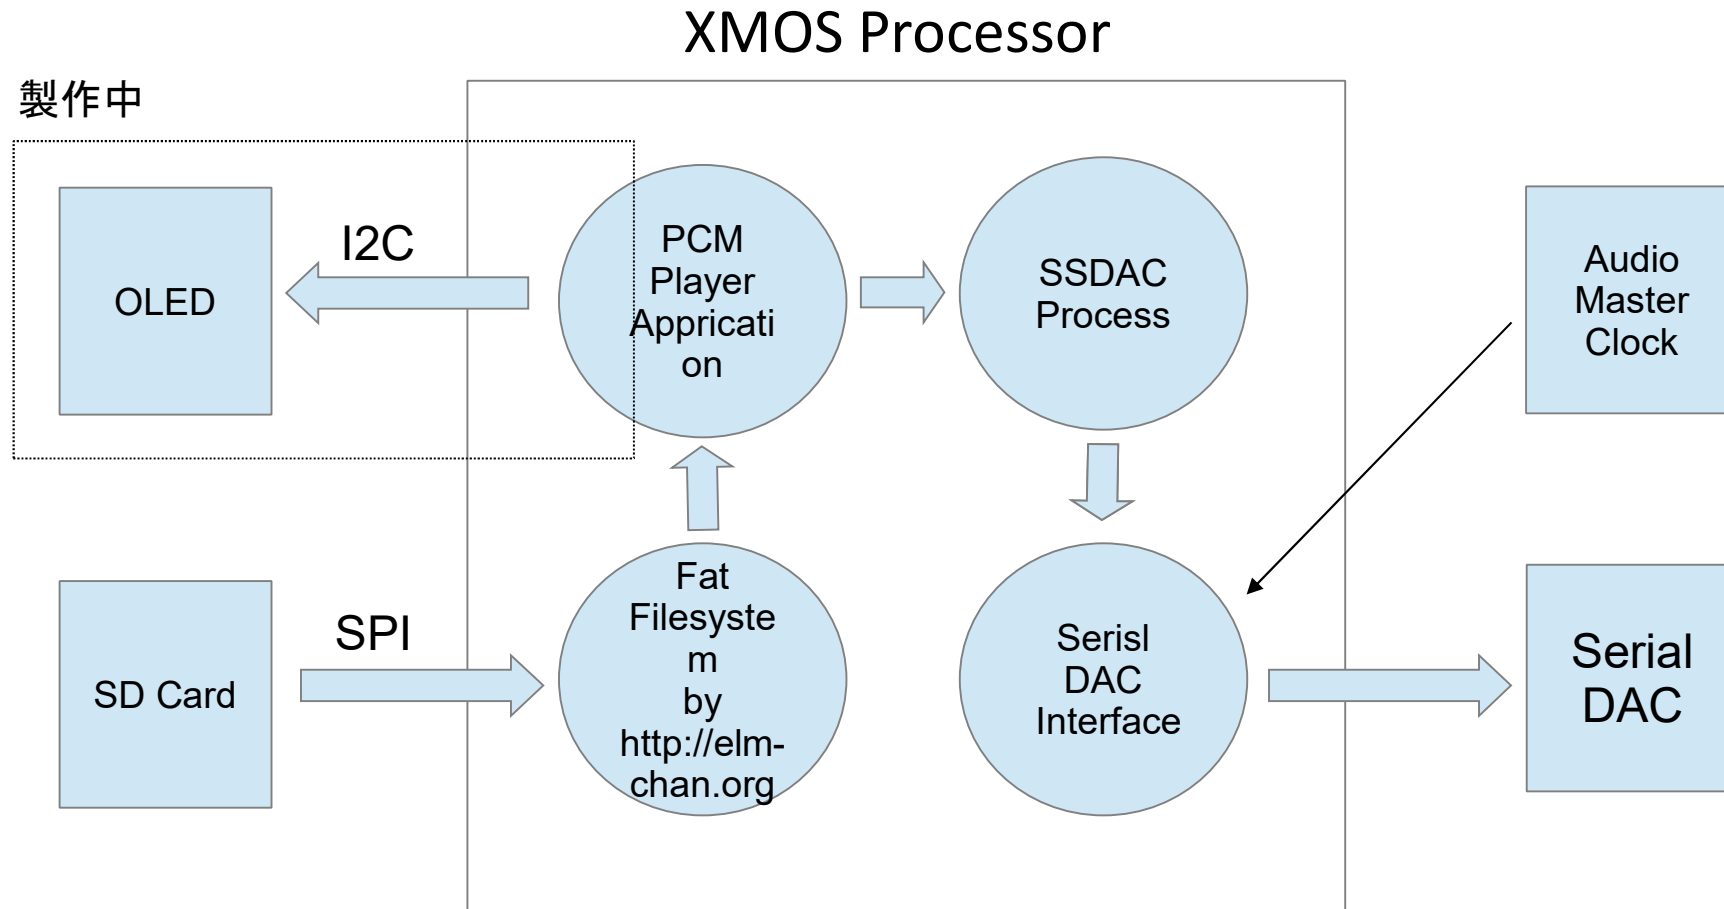 XMOS Processor
製作中
OLED
I2C
PCM
Player
Appricati
on
SSDAC
Process
Audio
Master
Clock
SD Card
SPI
Fat
Filesyste
m
by
http://elm-
chan.org
Serisl
DAC
Interface
Serial
DAC